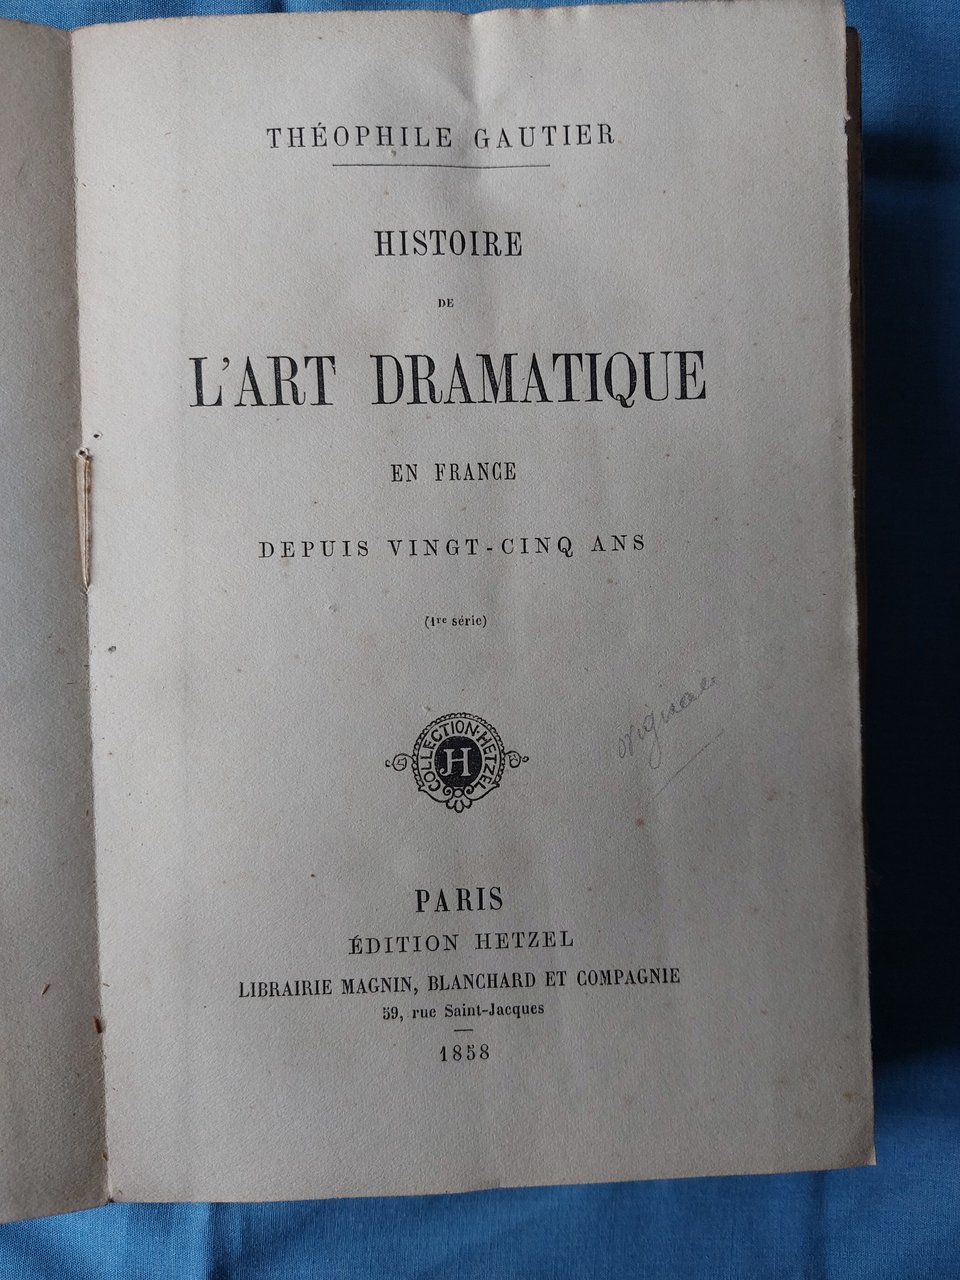 THÉOPHILE GAUTIER
HISTOIRE
DE
L'ART DRAMATIQUE
EN FRANCE
DEPUIS VINGT-CINQ ANS
(1re série)
original
COLLECTION HETZEL
H
PARIS
ÉDITION HETZEL
LIBRAIRIE MAGNIN, BLANCHARD ET COMPAGNIE
59, rue Saint-Jacques
1858